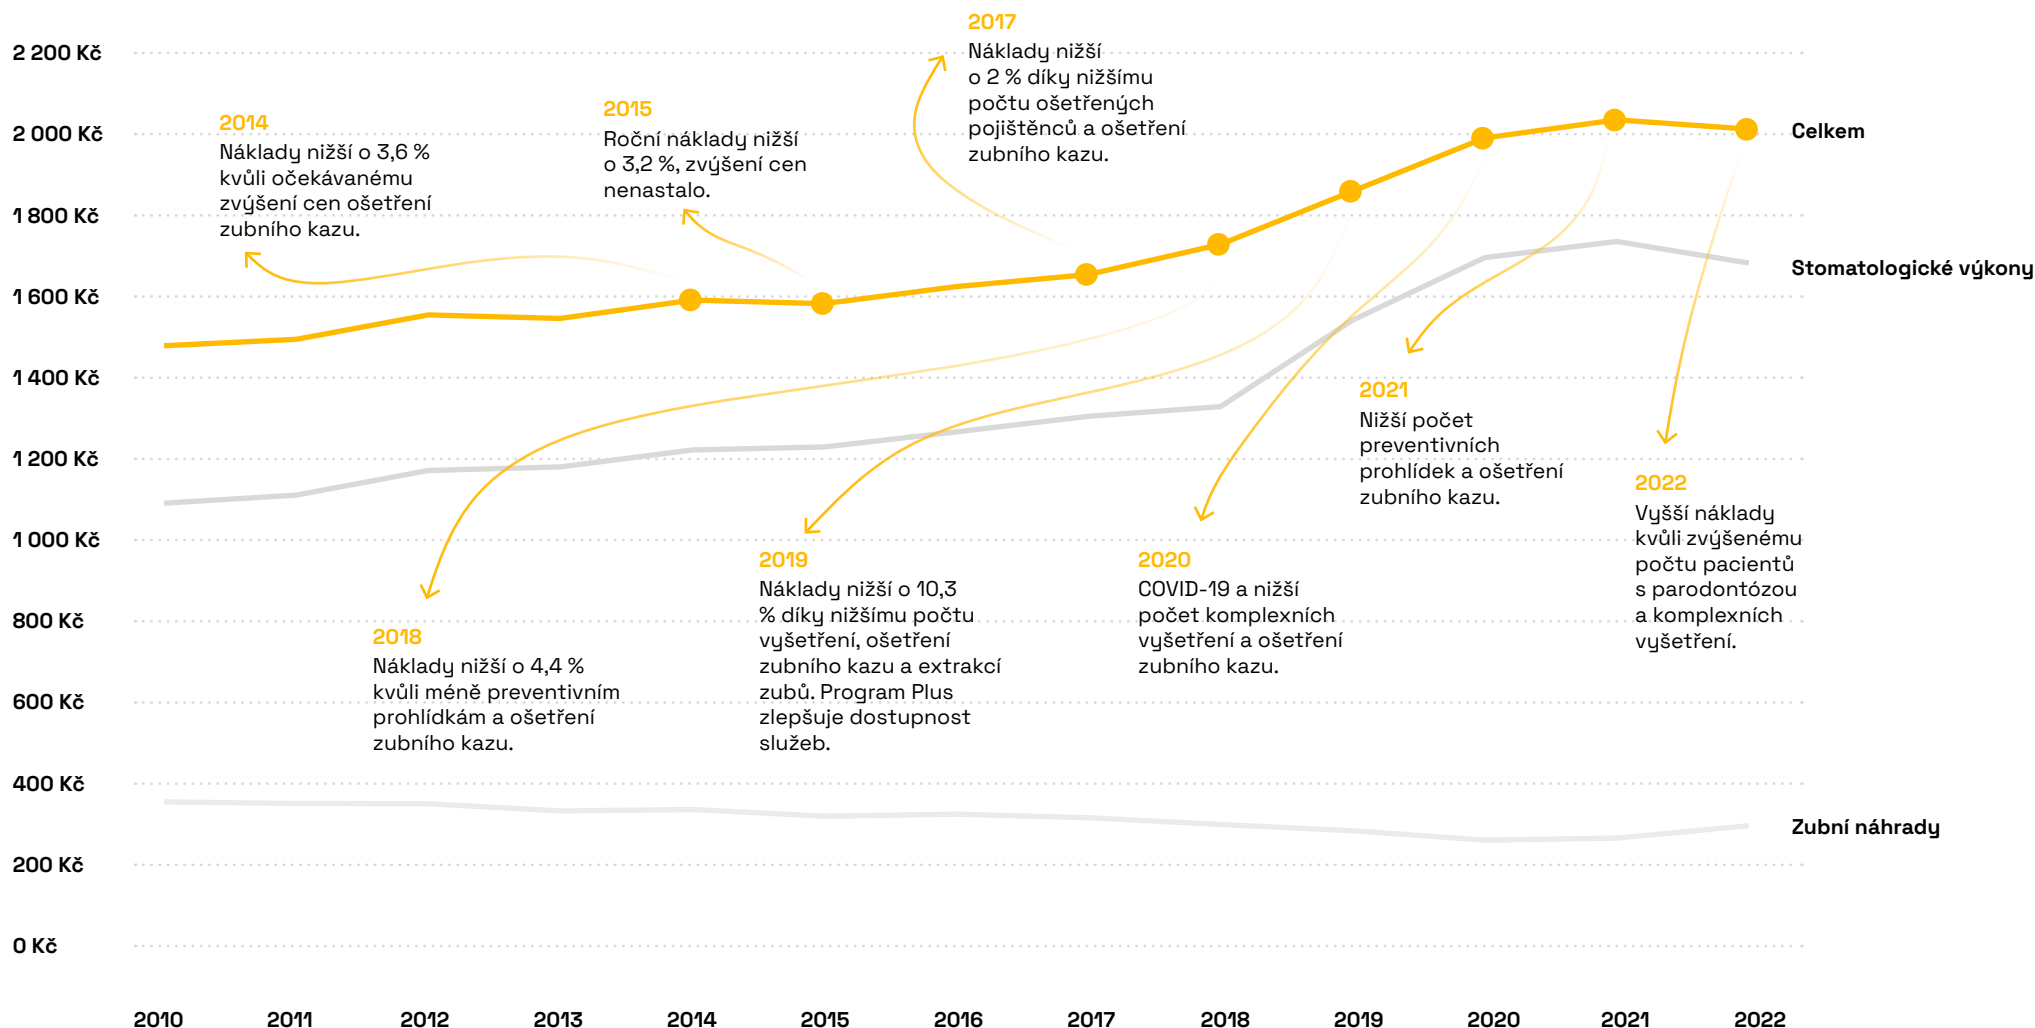 2 200 Kč
2 000 Kč
1 800 Kč
1 600 Kč
1 400 Kč
1 200 Kč
1 000 Kč
800 Kč
600 Kč
400 Kč
200 Kč
0 Kč
2014
Náklady nižší o 3,6 %
kvůli očekávanému
zvýšení cen ošetření
zubního kazu.
2015
Roční náklady nižší
o 3,2 %, zvýšení cen
nenastalo.
2017
Náklady nižší
o 2 % díky nižšímu
počtu ošetřených
pojištěnců a ošetření
zubního kazu.
2018
Náklady nižší o 4,4 %
kvůli méně preventivním
prohlídkám a ošetření
zubního kazu.
2019
Náklady nižší o 10,3
% díky nižšímu počtu
vyšetření, ošetření
zubního kazu a extrakcí
zubů. Program Plus
zlepšuje dostupnost
služeb.
2020
COVID-19 a nižší
počet komplexních
vyšetření a ošetření
zubního kazu.
2021
Nižší počet
preventivních
prohlídek a ošetření
zubního kazu.
2022
Vyšší náklady
kvůli zvýšenému
počtu pacientů
s parodontózou
a komplexních
vyšetření.
Celkem
Stomatologické výkony
Zubní náhrady
2010
2011
2012
2013
2014
2015
2016
2017
2018
2019
2020
2021
2022